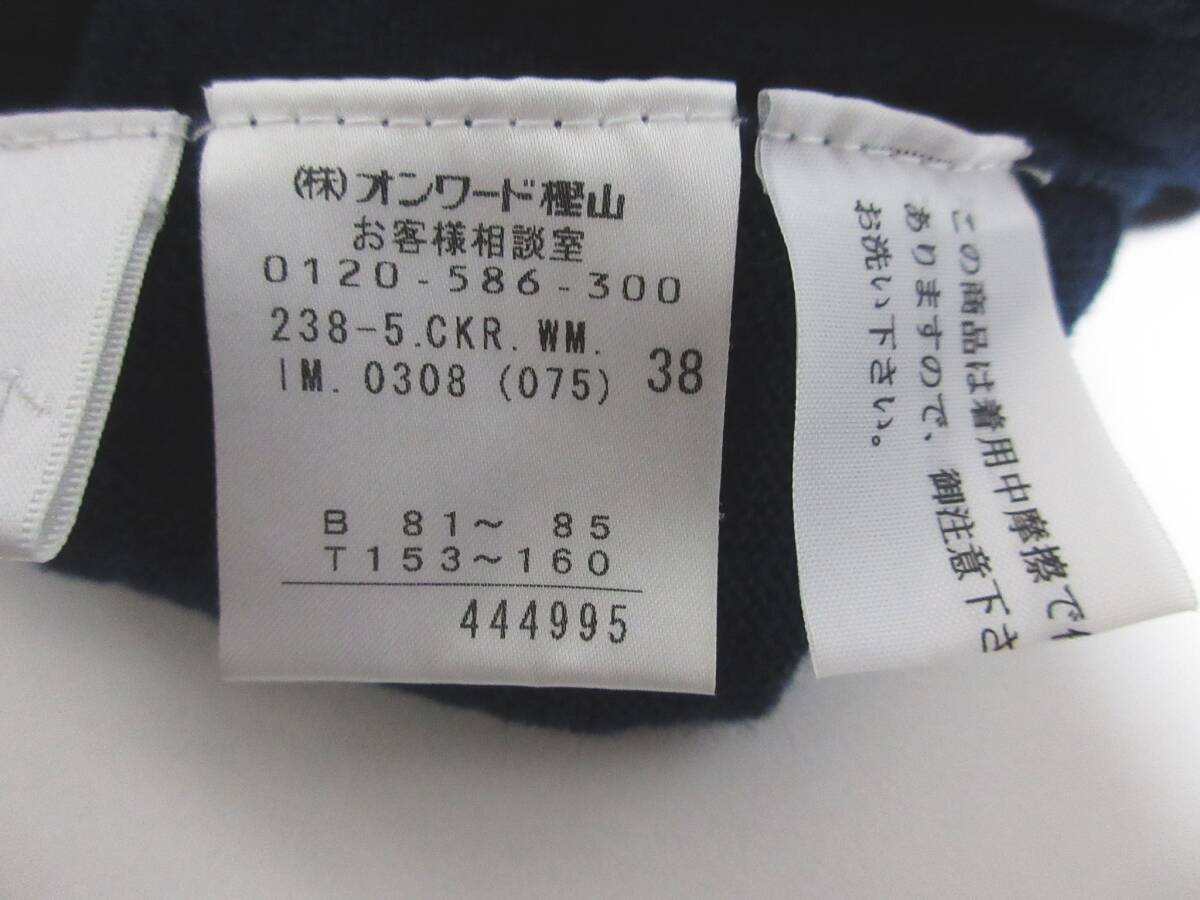 (株)オンワード樫山
お客様相談室
0120-586-300
238-5.CKR.WM.
IM.0308 (075) 38
B 81～ 85
T153～160
444995
この商品は着用中摩擦で
ありますので、御注意下さ
お洗い下さい。